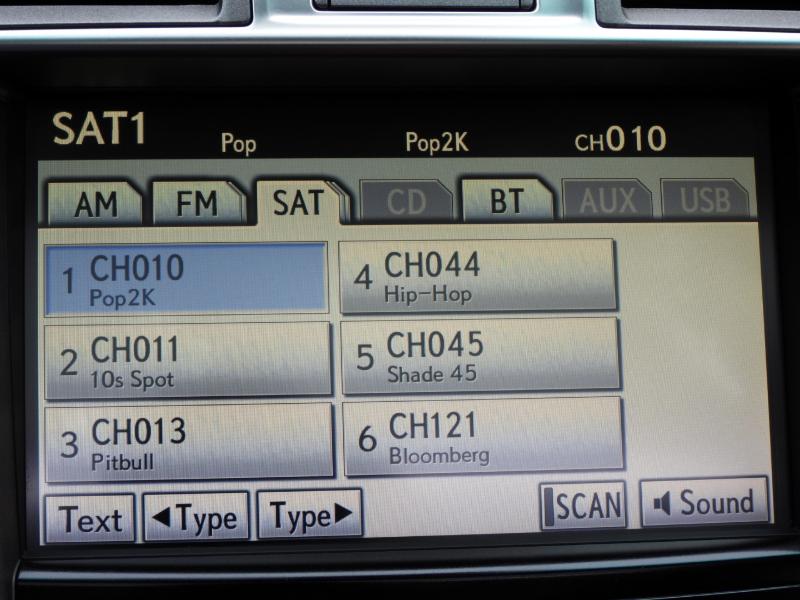 SAT1 Pop Pop2K CH010
AM FM SAT CD BT AUX USB
1 CH010
Pop2K
4 CH044
Hip-Hop
2 CH011
10s Spot
5 CH045
Shade 45
3 CH013
Pitbull
6 CH121
Bloomberg
Text ◀Type Type▶ SCAN Sound